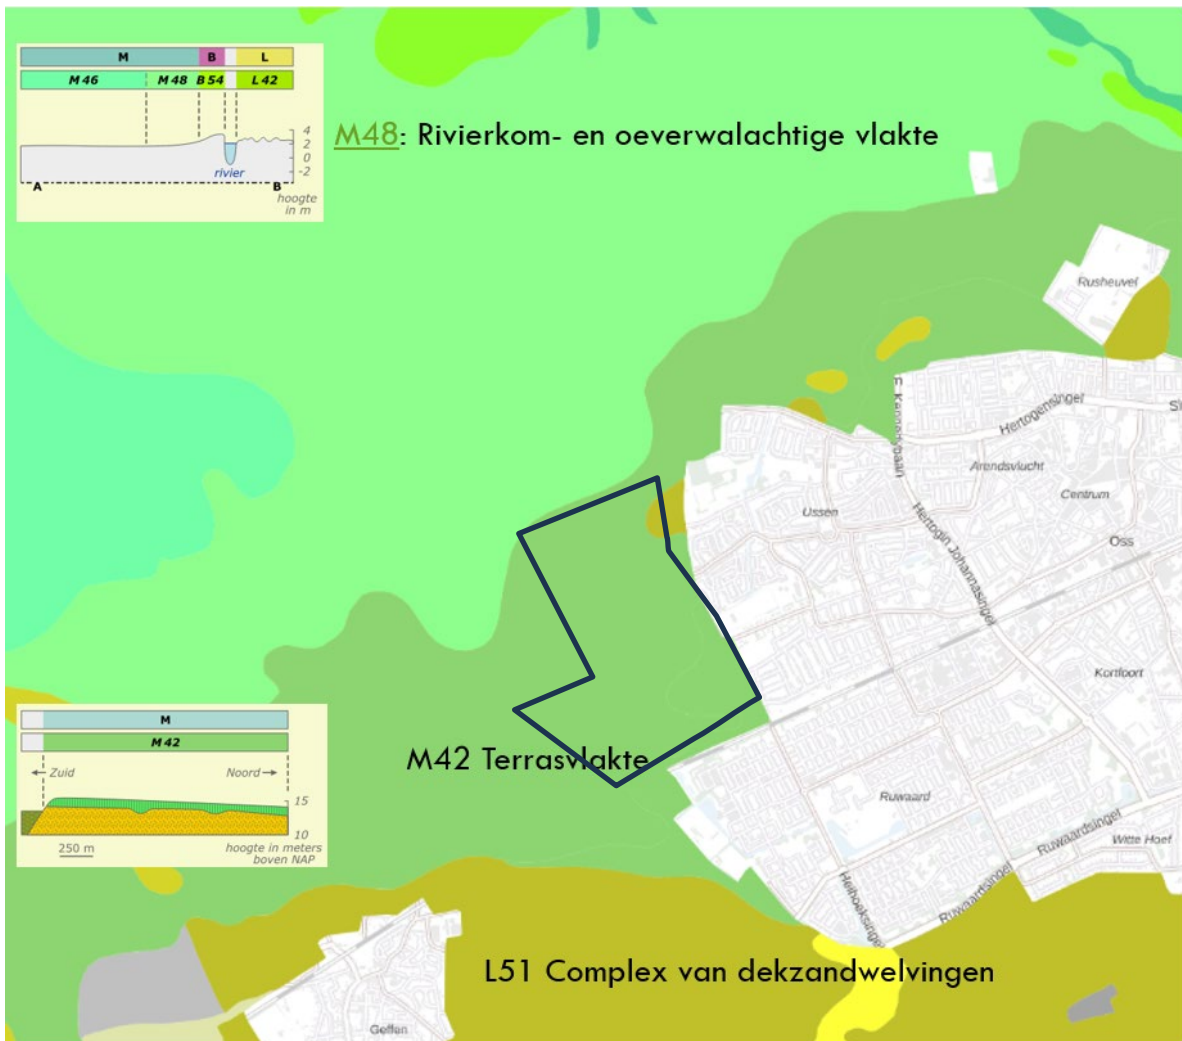 M B L
M 46 M 48 B 54 L 42
4
2
0
-2
rivier
A B
hoogte
in m
M48: Rivierkom- en oeverwalachtige vlakte
Rusheuvel
Hertogensingel
Arendsvlucht
Centrum
Ussen
Hertogin Johannasingel
Oss
Kortfoort
M
M 42
← Zuid Noord →
15
10
250 m
hoogte in meters
boven NAP
M42 Terrasvlakte
Ruwaard
Ruwaardsingel
Witte Hoef
Ruwaardsingel
Heihoeksingel
L51 Complex van dekzandwelvingen
Geffen